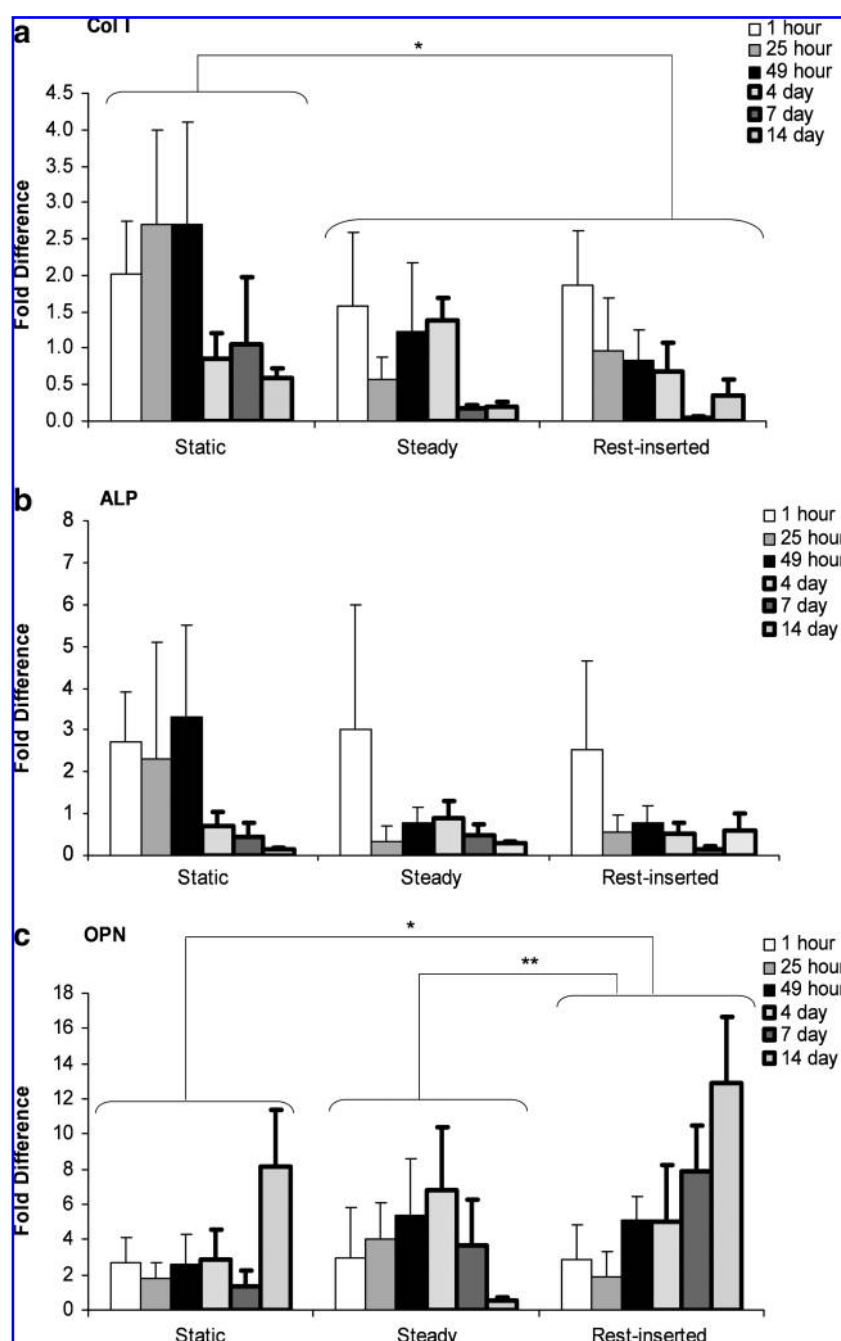 a
Col I
*
1 hour
25 hour
49 hour
4 day
7 day
14 day
Fold Difference
4.5
4.0
3.5
3.0
2.5
2.0
1.5
1.0
0.5
0.0
Static Steady Rest-inserted
b
ALP
1 hour
25 hour
49 hour
4 day
7 day
14 day
Fold Difference
8
7
6
5
4
3
2
1
0
Static Steady Rest-inserted
c
OPN
*
**
1 hour
25 hour
49 hour
4 day
7 day
14 day
Fold Difference
18
16
14
12
10
8
6
4
2
0
Static Steady Rest-inserted